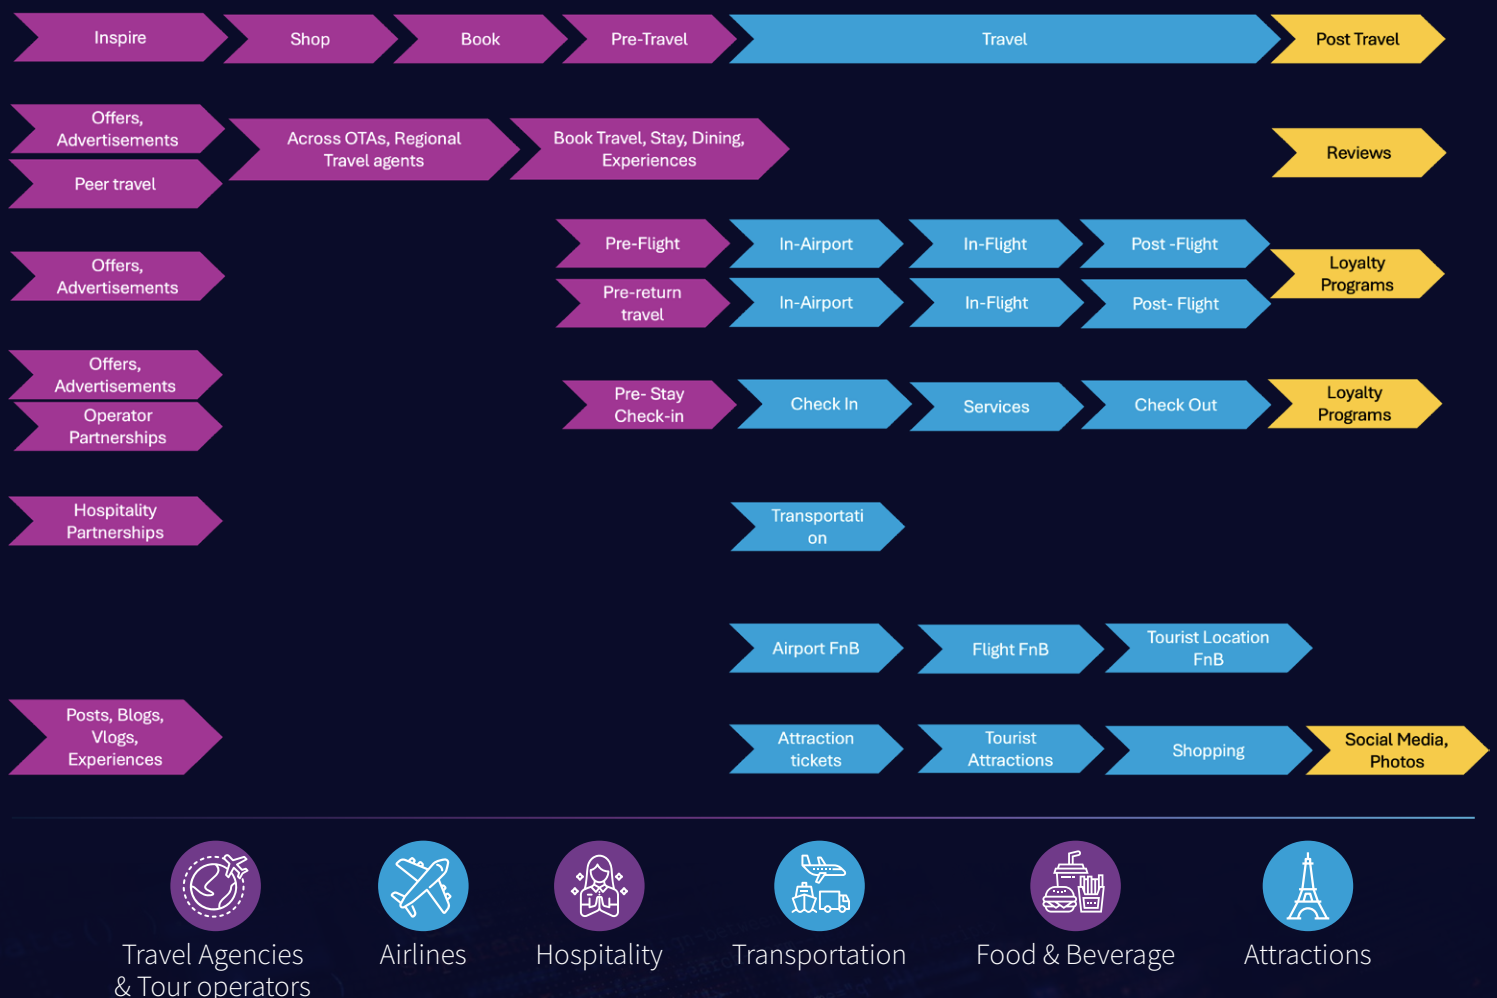 Inspire
Shop
Book
Pre-Travel
Travel
Post Travel
Offers,
Advertisements
Peer travel
Across OTAs, Regional
Travel agents
Book Travel, Stay, Dining,
Experiences
Reviews
Offers,
Advertisements
Pre-Flight
In-Airport
In-Flight
Post -Flight
Pre-return
travel
In-Airport
In-Flight
Post- Flight
Loyalty
Programs
Offers,
Advertisements
Operator
Partnerships
Pre- Stay
Check-in
Check In
Services
Check Out
Loyalty
Programs
Hospitality
Partnerships
Transportati
on
Airport FnB
Flight FnB
Tourist Location
FnB
Posts, Blogs,
Vlogs,
Experiences
Attraction
tickets
Tourist
Attractions
Shopping
Social Media,
Photos
Travel Agencies
& Tour operators
Airlines
Hospitality
Transportation
Food & Beverage
Attractions